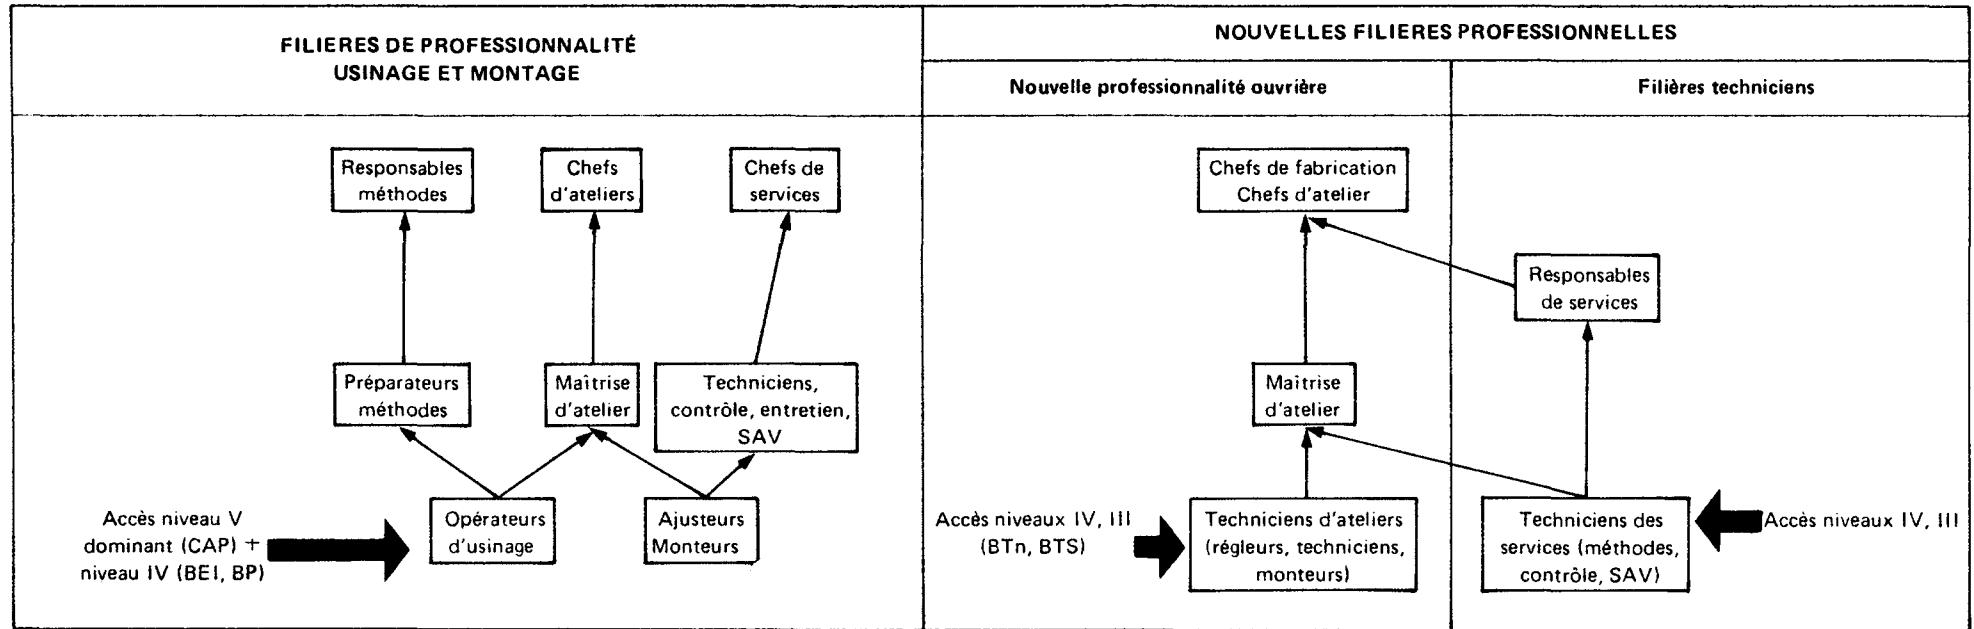 FILIERES DE PROFESSIONNALITÉ
USINAGE ET MONTAGE
NOUVELLES FILIERES PROFESSIONNELLES
Nouvelle professionnalité ouvrière
Filières techniciens
Responsables
méthodes
Chefs
d'ateliers
Chefs de
services
Préparateurs
méthodes
Maîtrise
d'atelier
Techniciens,
contrôle, entretien,
SAV
Accès niveau V
dominant (CAP) +
niveau IV (BEI, BP)
Opérateurs
d'usinage
Ajusteurs
Monteurs
Chefs de fabrication
Chefs d'atelier
Responsables
de services
Maîtrise
d'atelier
Accès niveaux IV, III
(BTn, BTS)
Techniciens d'ateliers
(régleurs, techniciens,
monteurs)
Techniciens des
services (méthodes,
contrôle, SAV)
Accès niveaux IV, III